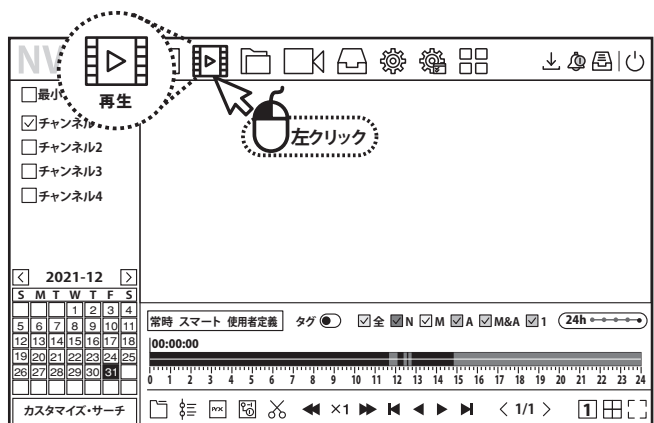 NV
再生
左クリック
最小
チャンネル
チャンネル2
チャンネル3
チャンネル4
2021-12
S M T W T F S
1 2 3 4
5 6 7 8 9 10 11
12 13 14 15 16 17 18
19 20 21 22 23 24 25
26 27 28 29 30 31
カスタマイズ・サーチ
常時 スマート 使用者定義 タグ 全 N M A M&A 1 24h
00:00:00
0 1 2 3 4 5 6 7 8 9 10 11 12 13 14 15 16 17 18 19 20 21 22 23 24
×1 1/1 1